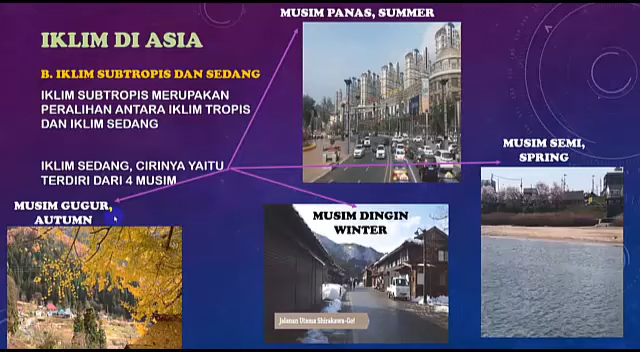 MUSIM PANAS, SUMMER
IKLIM DI ASIA
B. IKLIM SUBTROPIS DAN SEDANG
IKLIM SUBTROPIS MERUPAKAN
PERALIHAN ANTARA IKLIM TROPIS
DAN IKLIM SEDANG
MUSIM SEMI,
SPRING
IKLIM SEDANG, CIRINYA YAITU
TERDIRI DARI 4 MUSIM
MUSIM GUGUR,
AUTUMN
MUSIM DINGIN
WINTER
Jalanan Utama Shirakawa-Go!